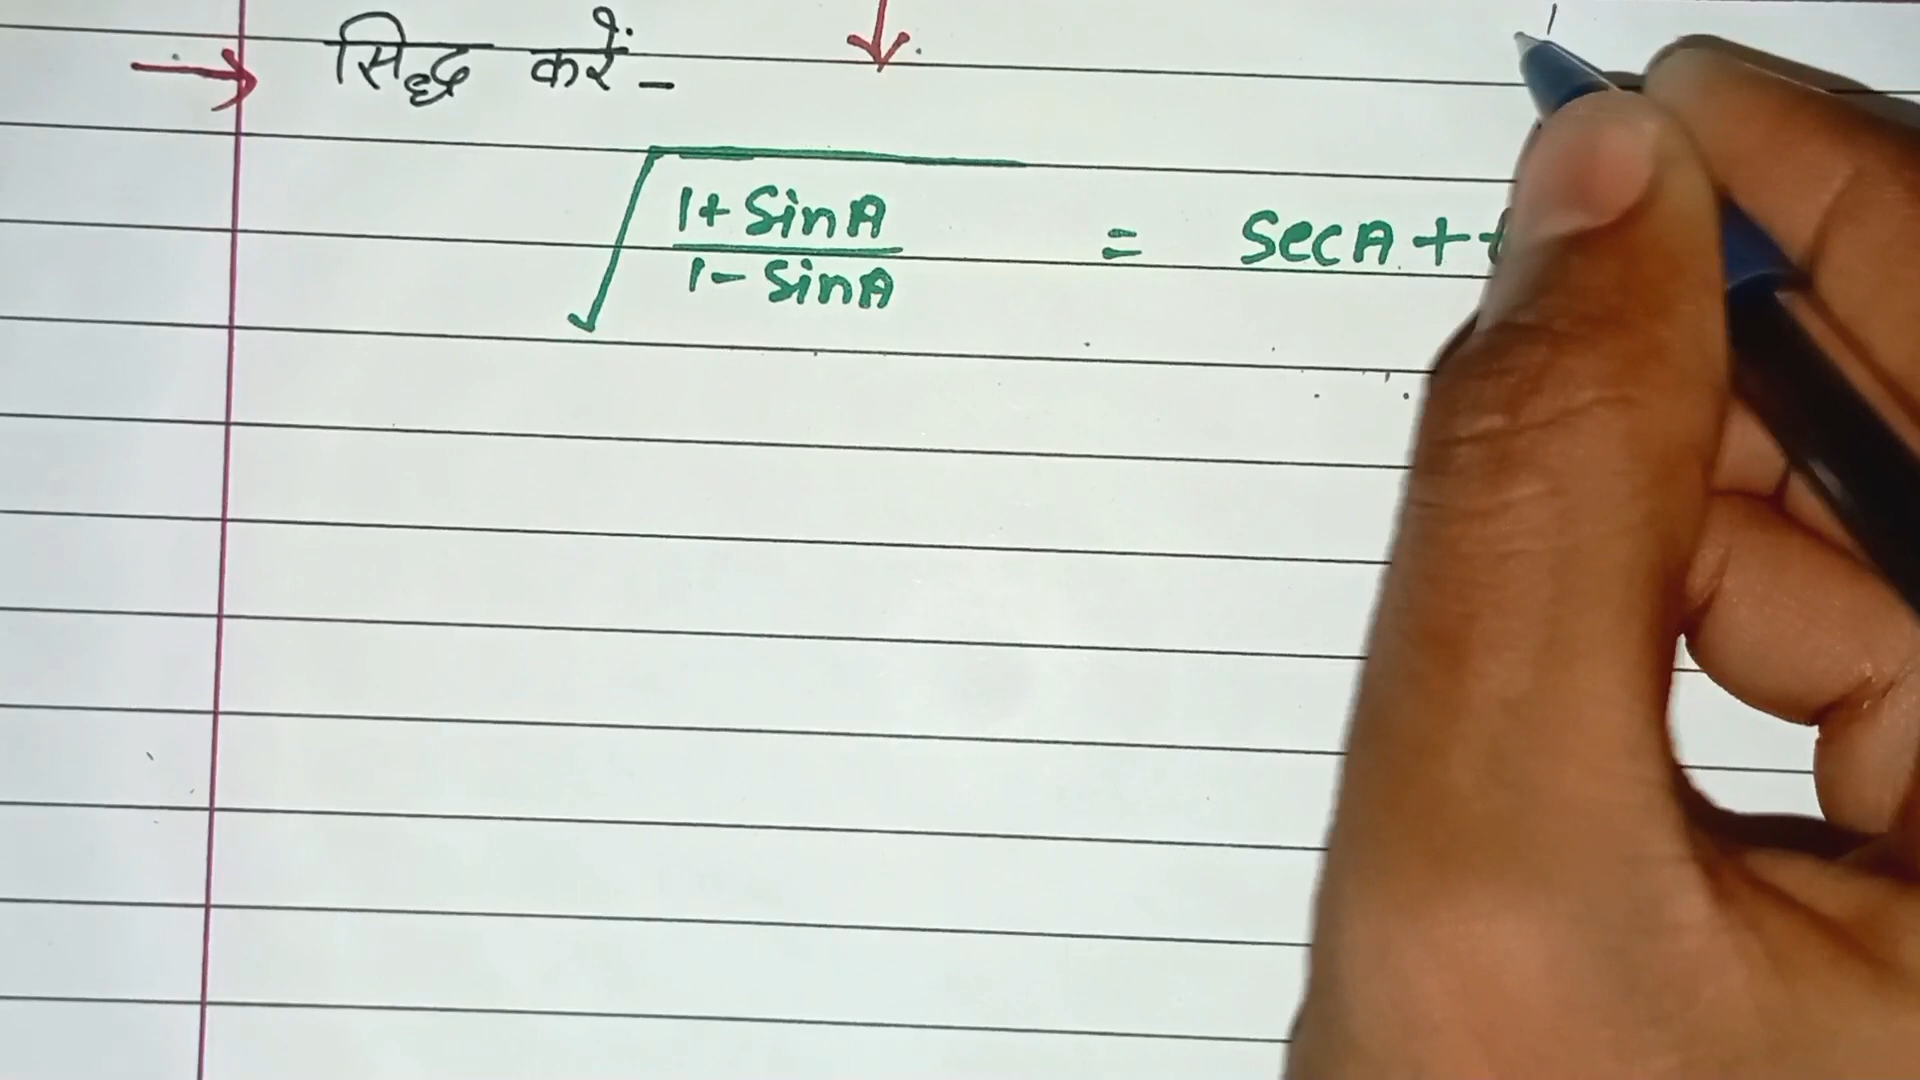 सिद्ध करें -
√(1 + SinA / 1 - SinA) = SecA +